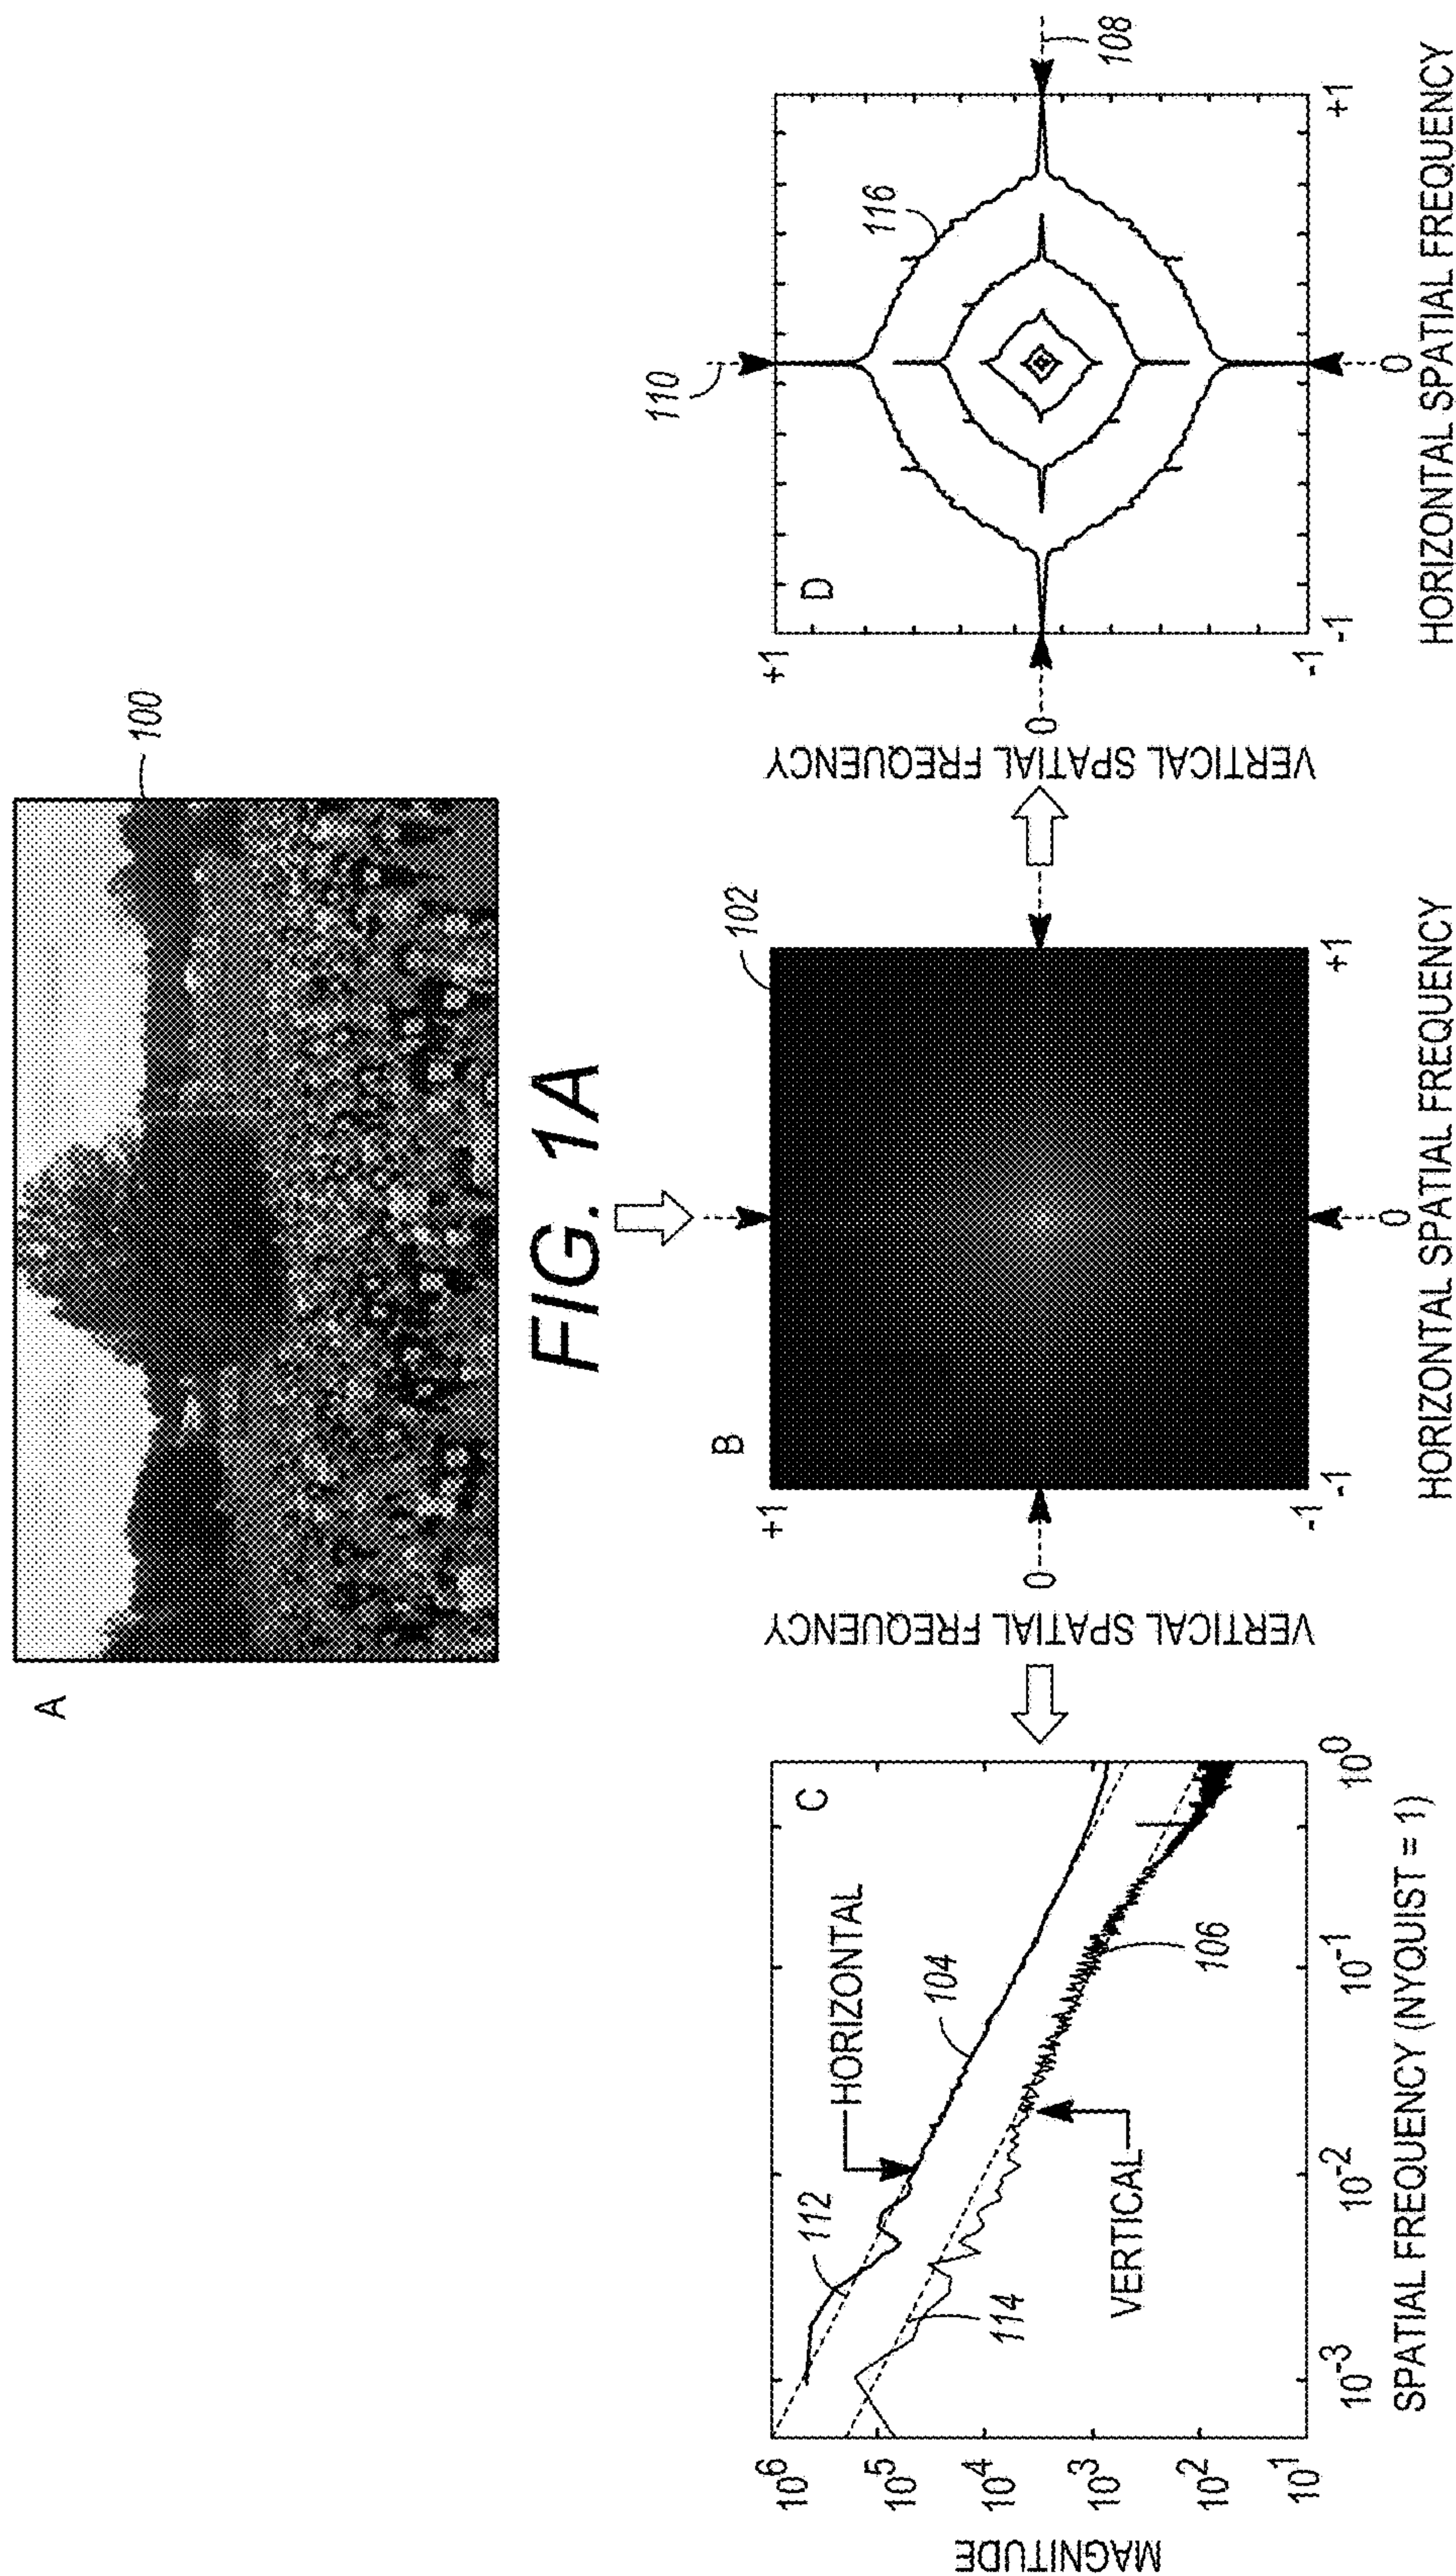 A
100
FIG. 1A
B
102
+1
0
-1
VERTICAL SPATIAL FREQUENCY
-1
0
+1
HORIZONTAL SPATIAL FREQUENCY
C
HORIZONTAL
VERTICAL
112
104
114
106
10^6
10^5
10^4
10^3
10^2
10^1
MAGNITUDE
10^-3
10^-2
10^-1
10^0
SPATIAL FREQUENCY (NYQUIST = 1)
D
110
116
108
+1
0
-1
VERTICAL SPATIAL FREQUENCY
-1
0
+1
HORIZONTAL SPATIAL FREQUENCY